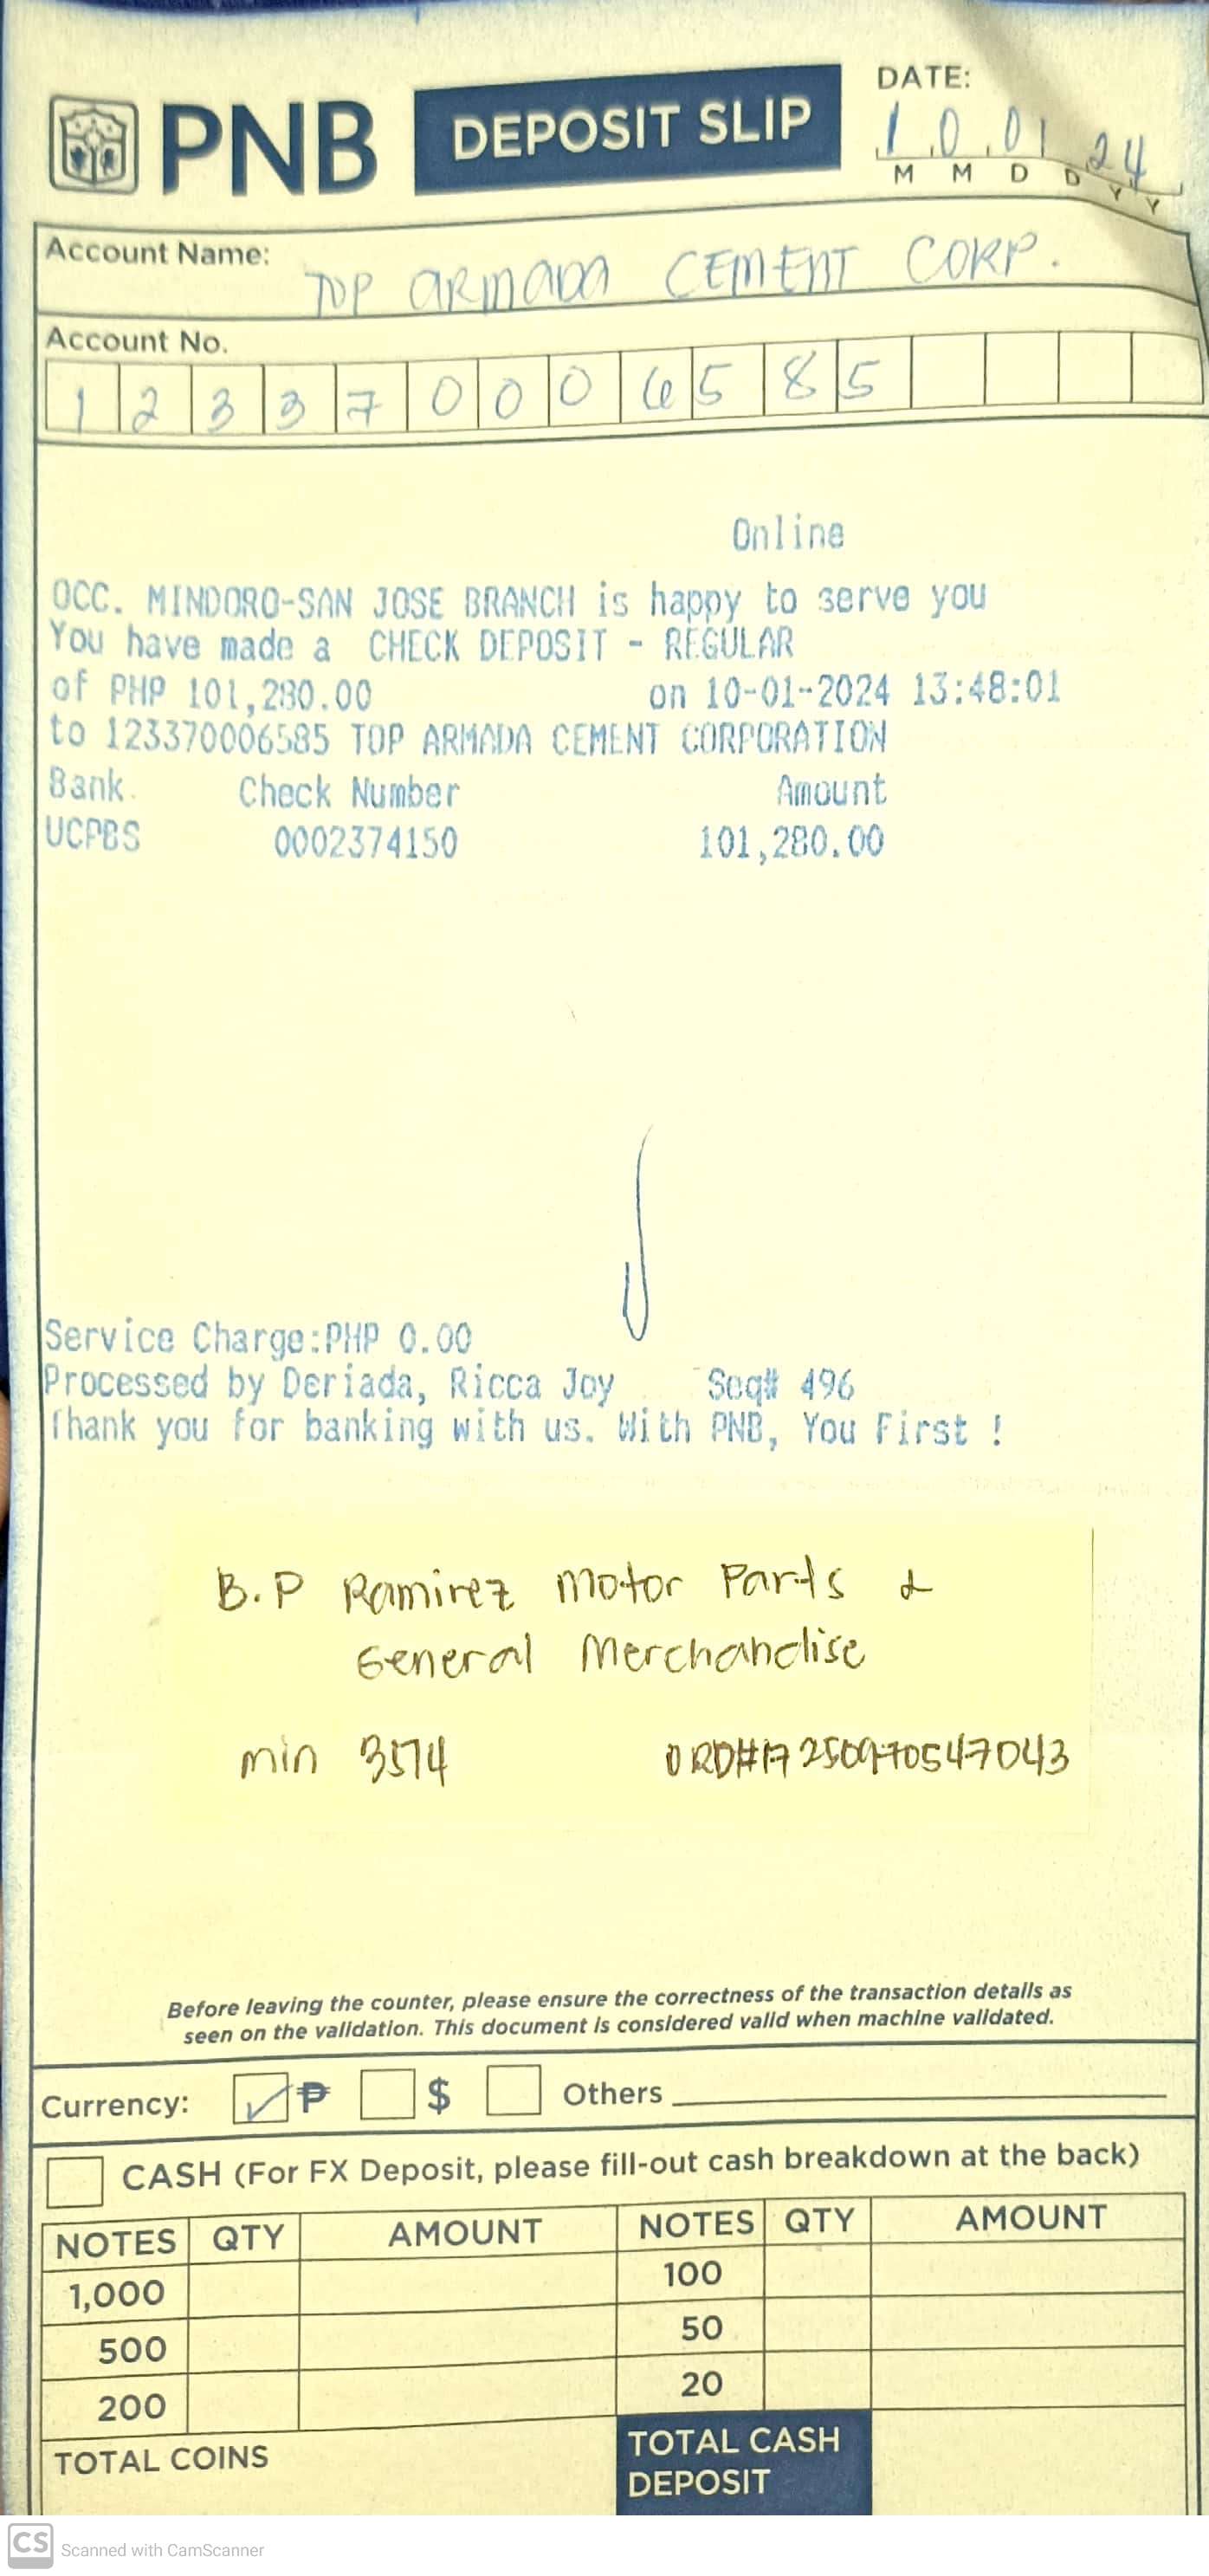 PNB DEPOSIT SLIP
DATE:
1 0 0 1 24
M M D D Y Y
Account Name:
TOP ARMADA CEMENT CORP.
Account No.
1 2 3 3 7 0 0 0 6 5 8 5
Online
OCC. MINDORO-SAN JOSE BRANCH is happy to serve you
You have made a CHECK DEPOSIT - REGULAR
of PHP 101,280.00 on 10-01-2024 13:48:01
to 123370006585 TOP ARMADA CEMENT CORPORATION
Bank Check Number Amount
UCPBS 0002374150 101,280.00
Service Charge:PHP 0.00
Processed by Deriada, Ricca Joy Seq# 496
Thank you for banking with us. With PNB, You First !
B.P Ramirez Motor Parts &
General Merchandise
min 3574 ORD#
Before leaving the counter, please ensure the correctness of the transaction details as
seen on the validation. This document is considered valid when machine validated.
Currency: ₱ $ Others
CASH (For FX Deposit, please fill-out cash breakdown at the back)
NOTES QTY AMOUNT NOTES QTY AMOUNT
1,000 100
500 50
200 20
TOTAL COINS TOTAL CASH
DEPOSIT
CS Scanned with CamScanner